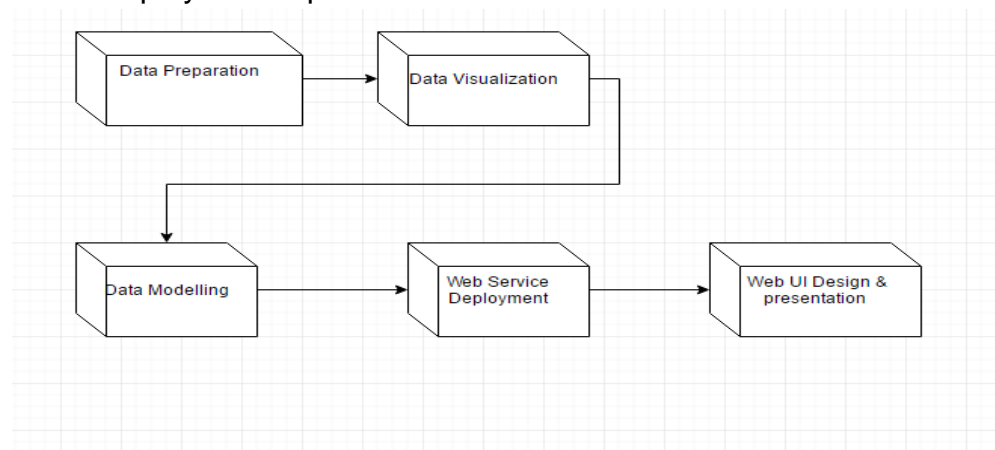 Data Preparation
Data Visualization
Data Modelling
Web Service
Deployment
Web UI Design &
presentation